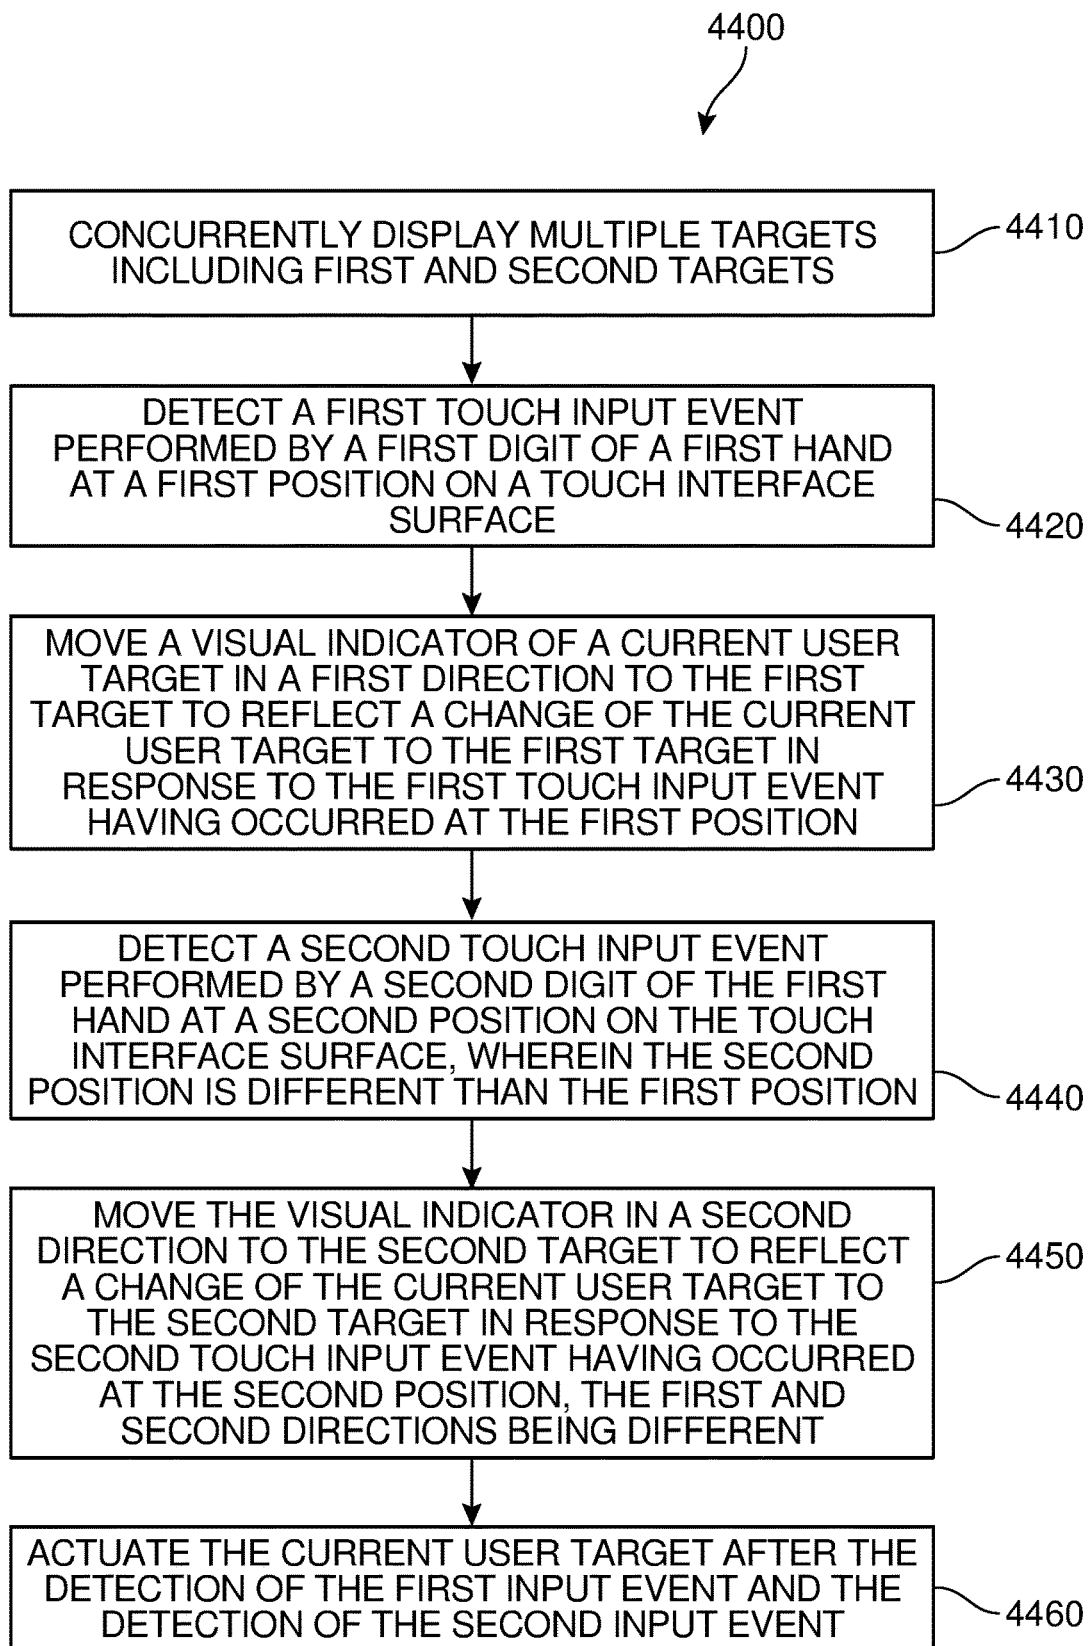 4400
CONCURRENTLY DISPLAY MULTIPLE TARGETS
INCLUDING FIRST AND SECOND TARGETS
4410
DETECT A FIRST TOUCH INPUT EVENT
PERFORMED BY A FIRST DIGIT OF A FIRST HAND
AT A FIRST POSITION ON A TOUCH INTERFACE
SURFACE
4420
MOVE A VISUAL INDICATOR OF A CURRENT USER
TARGET IN A FIRST DIRECTION TO THE FIRST
TARGET TO REFLECT A CHANGE OF THE CURRENT
USER TARGET TO THE FIRST TARGET IN
RESPONSE TO THE FIRST TOUCH INPUT EVENT
HAVING OCCURRED AT THE FIRST POSITION
4430
DETECT A SECOND TOUCH INPUT EVENT
PERFORMED BY A SECOND DIGIT OF THE FIRST
HAND AT A SECOND POSITION ON THE TOUCH
INTERFACE SURFACE, WHEREIN THE SECOND
POSITION IS DIFFERENT THAN THE FIRST POSITION
4440
MOVE THE VISUAL INDICATOR IN A SECOND
DIRECTION TO THE SECOND TARGET TO REFLECT
A CHANGE OF THE CURRENT USER TARGET TO
THE SECOND TARGET IN RESPONSE TO THE
SECOND TOUCH INPUT EVENT HAVING OCCURRED
AT THE SECOND POSITION, THE FIRST AND
SECOND DIRECTIONS BEING DIFFERENT
4450
ACTUATE THE CURRENT USER TARGET AFTER THE
DETECTION OF THE FIRST INPUT EVENT AND THE
DETECTION OF THE SECOND INPUT EVENT
4460